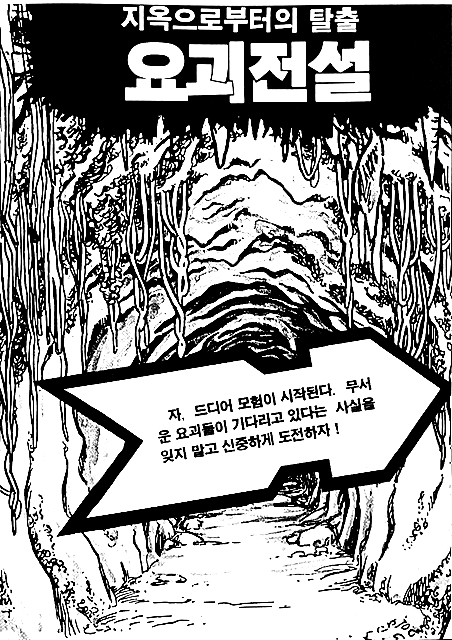 지옥으로부터의 탈출
요괴전설
자, 드디어 모험이 시작된다. 무서
운 요괴들이 기다리고 있다는 사실을
잊지 말고 신중하게 도전하자!